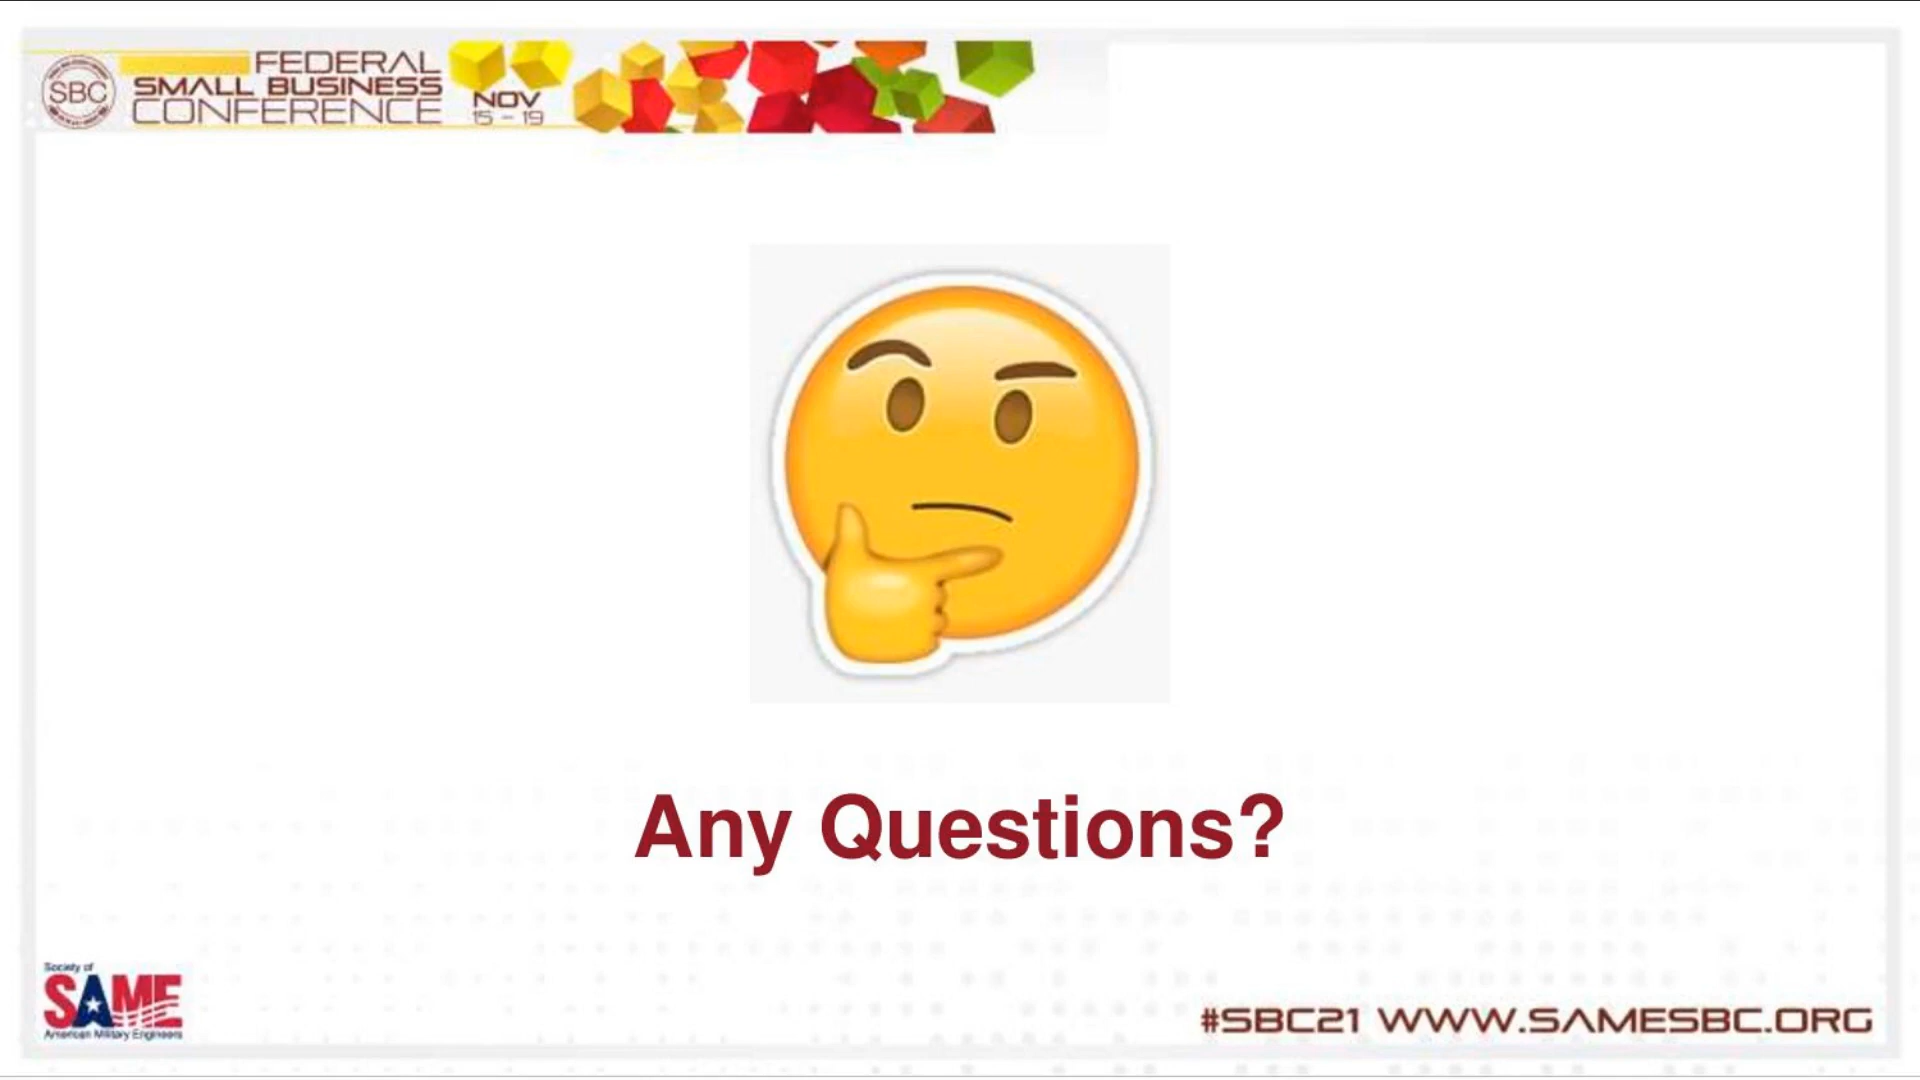 SBC
FEDERAL
SMALL BUSINESS
CONFERENCE
NOV
15 - 19
Any Questions?
Society of
SAME
American Military Engineers
#SBC21 WWW.SAMESBC.ORG